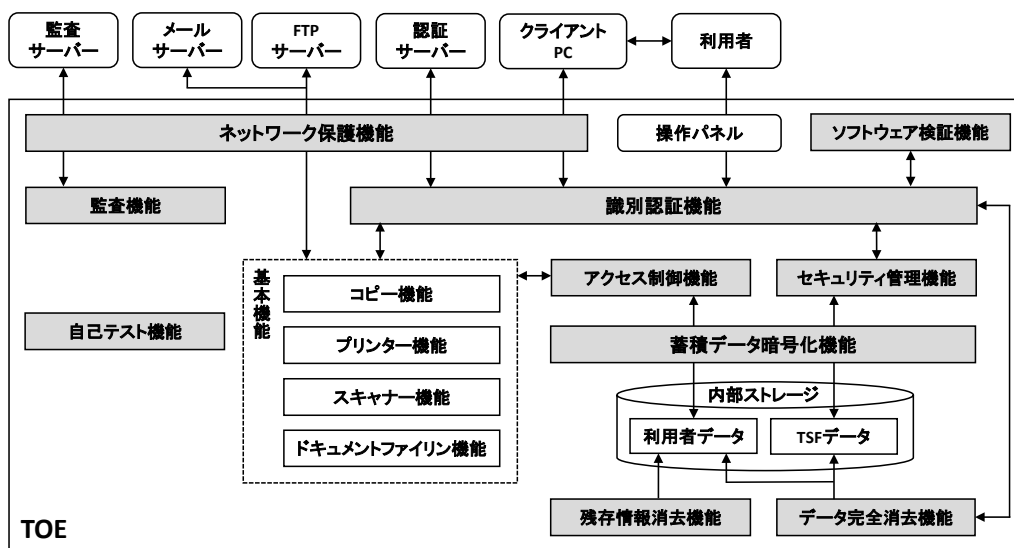 監査
サーバー
メール
サーバー
FTP
サーバー
認証
サーバー
クライアント
PC
利用者
ネットワーク保護機能
操作パネル
ソフトウェア検証機能
監査機能
識別認証機能
基本機能
コピー機能
アクセス制御機能
セキュリティ管理機能
自己テスト機能
プリンター機能
蓄積データ暗号化機能
スキャナー機能
内部ストレージ
ドキュメントファイリン機能
利用者データ
TSFデータ
残存情報消去機能
データ完全消去機能
TOE